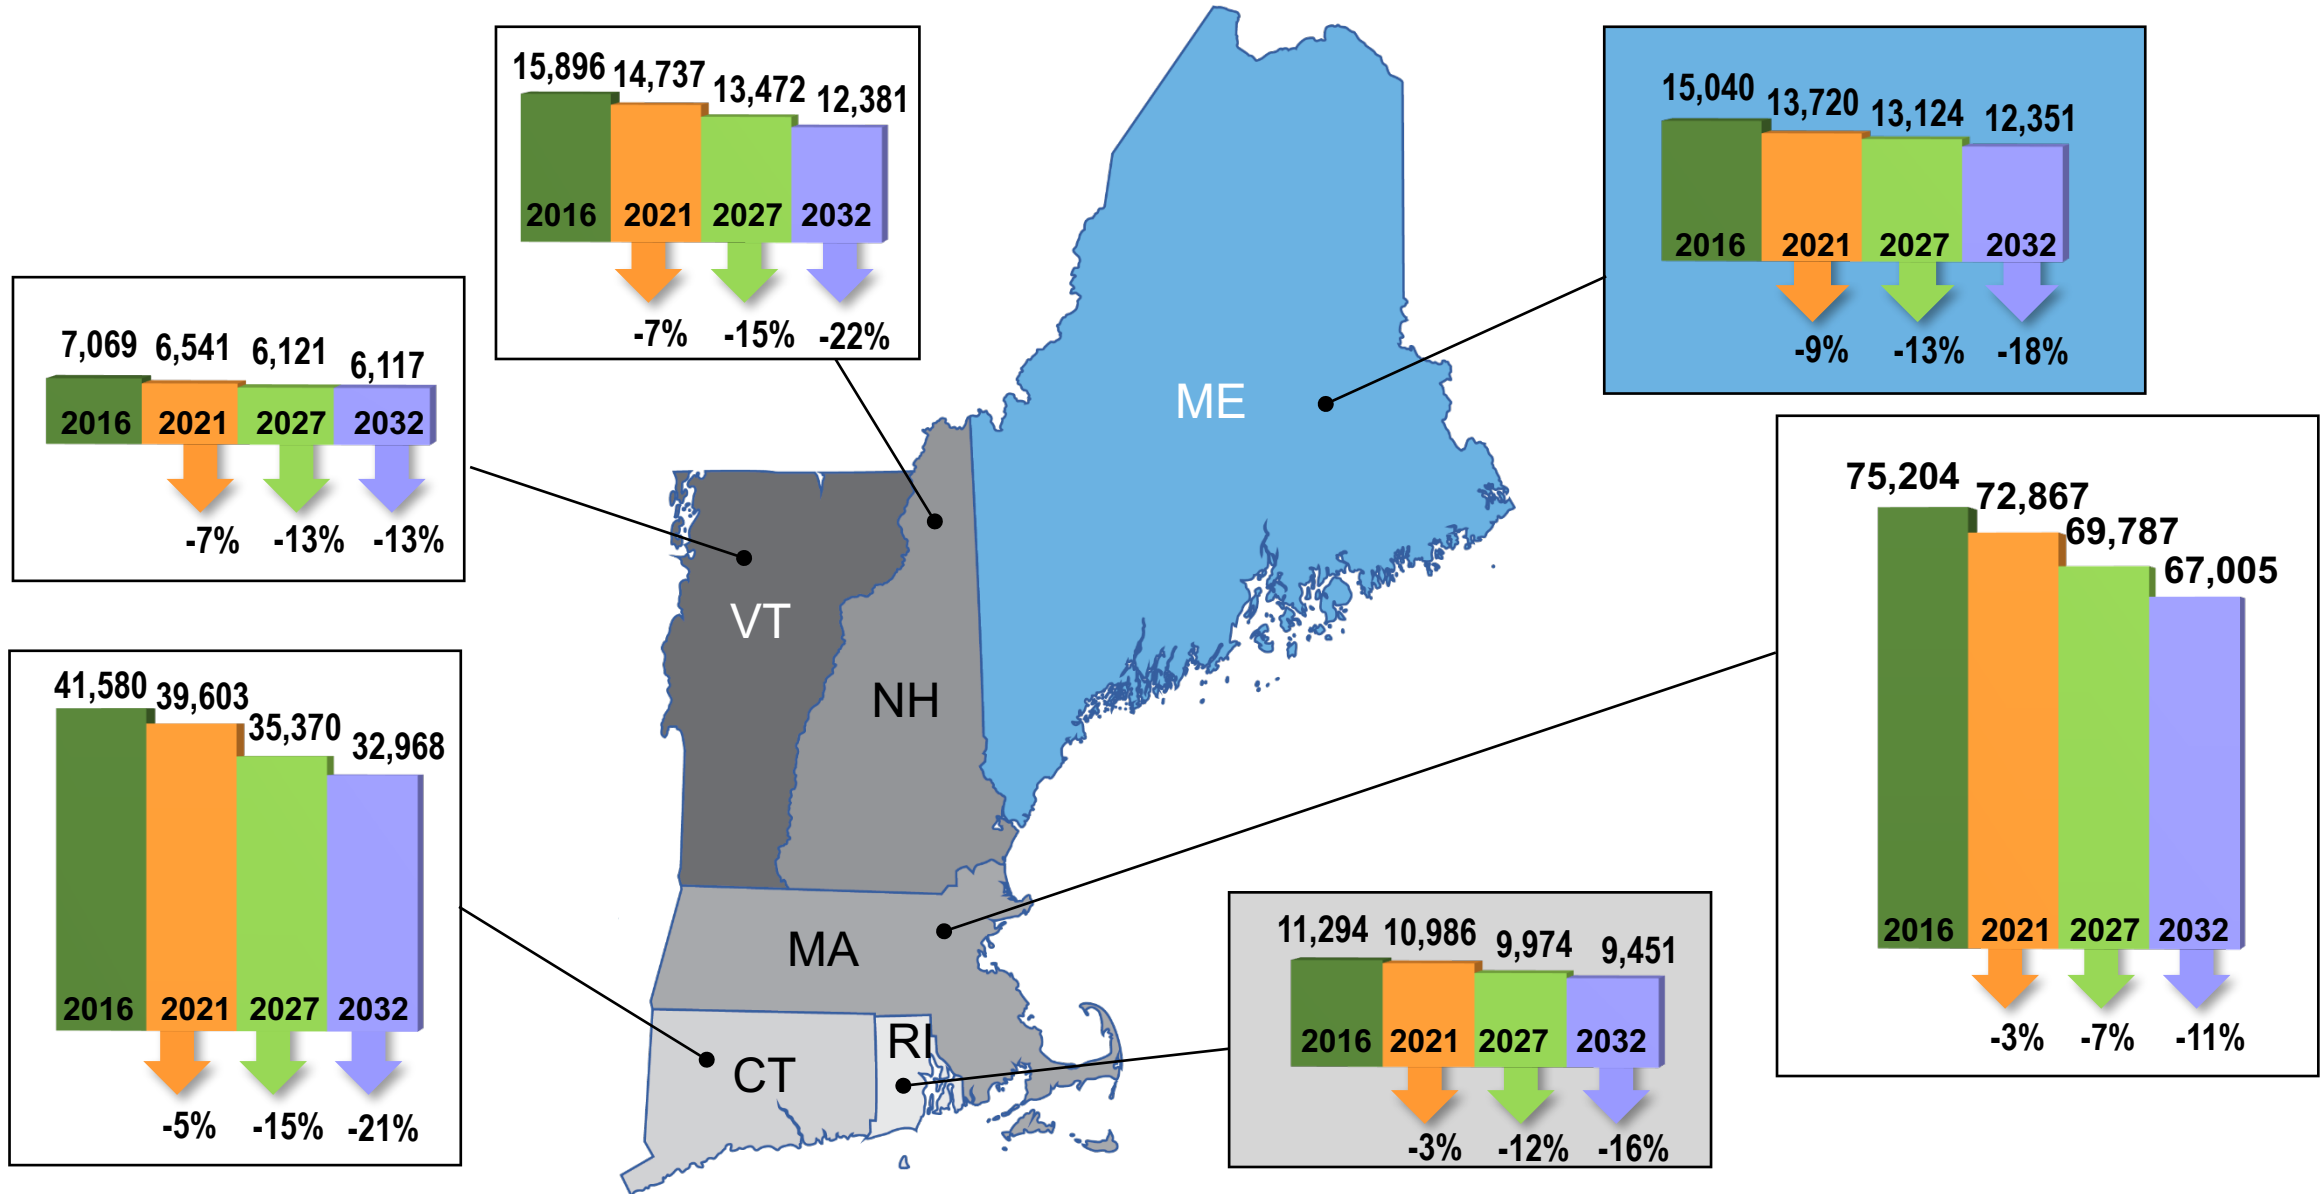 15,896 14,737 13,472 12,381
2016 2021 2027 2032
-7% -15% -22%
15,040 13,720 13,124 12,351
2016 2021 2027 2032
-9% -13% -18%
7,069 6,541 6,121 6,117
2016 2021 2027 2032
-7% -13% -13%
ME
75,204 72,867 69,787 67,005
2016 2021 2027 2032
-3% -7% -11%
VT
NH
41,580 39,603 35,370 32,968
2016 2021 2027 2032
-5% -15% -21%
MA
11,294 10,986 9,974 9,451
2016 2021 2027 2032
-3% -12% -16%
RI
CT